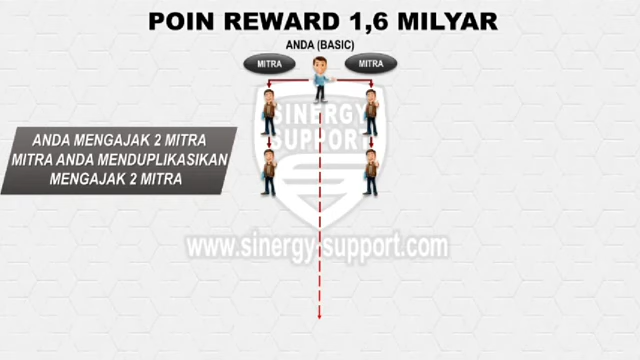 POIN REWARD 1,6 MILYAR
ANDA (BASIC)
MITRA
MITRA
SINERGY
SUPPORT
ANDA MENGAJAK 2 MITRA
MITRA ANDA MENDUPLIKASIKAN
MENGAJAK 2 MITRA
www.sinergy-support.com